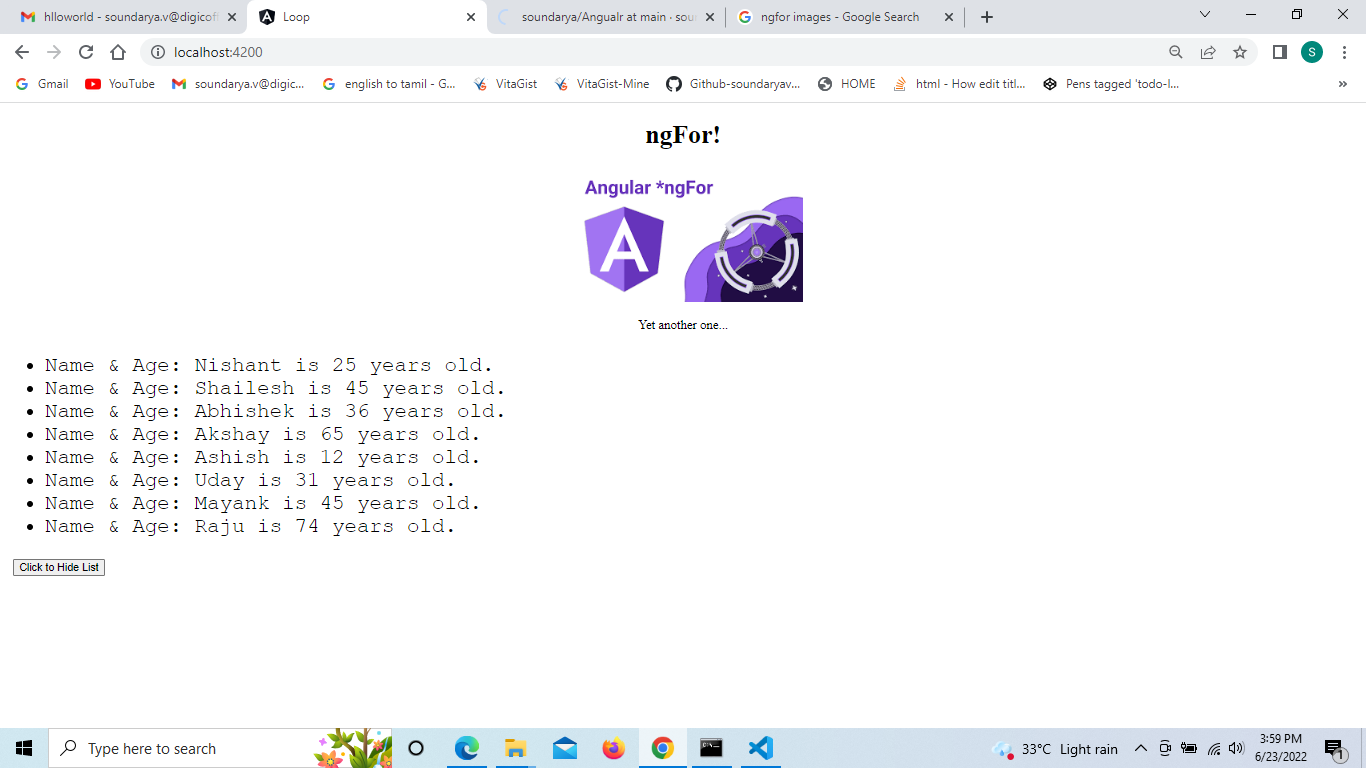 hlloworld - soundarya.v@digicoff
Loop
soundarya/Angualr at main · sou
ngfor images - Google Search
localhost:4200
S
Gmail
YouTube
soundarya.v@digic...
english to tamil - G...
VitaGist
VitaGist-Mine
Github-soundaryav...
HOME
html - How edit titl...
Pens tagged 'todo-l...
»
ngFor!
Angular *ngFor
A
Yet another one...
Name & Age: Nishant is 25 years old.
Name & Age: Shailesh is 45 years old.
Name & Age: Abhishek is 36 years old.
Name & Age: Akshay is 65 years old.
Name & Age: Ashish is 12 years old.
Name & Age: Uday is 31 years old.
Name & Age: Mayank is 45 years old.
Name & Age: Raju is 74 years old.
Click to Hide List
Type here to search
33°C Light rain
3:59 PM
6/23/2022
1